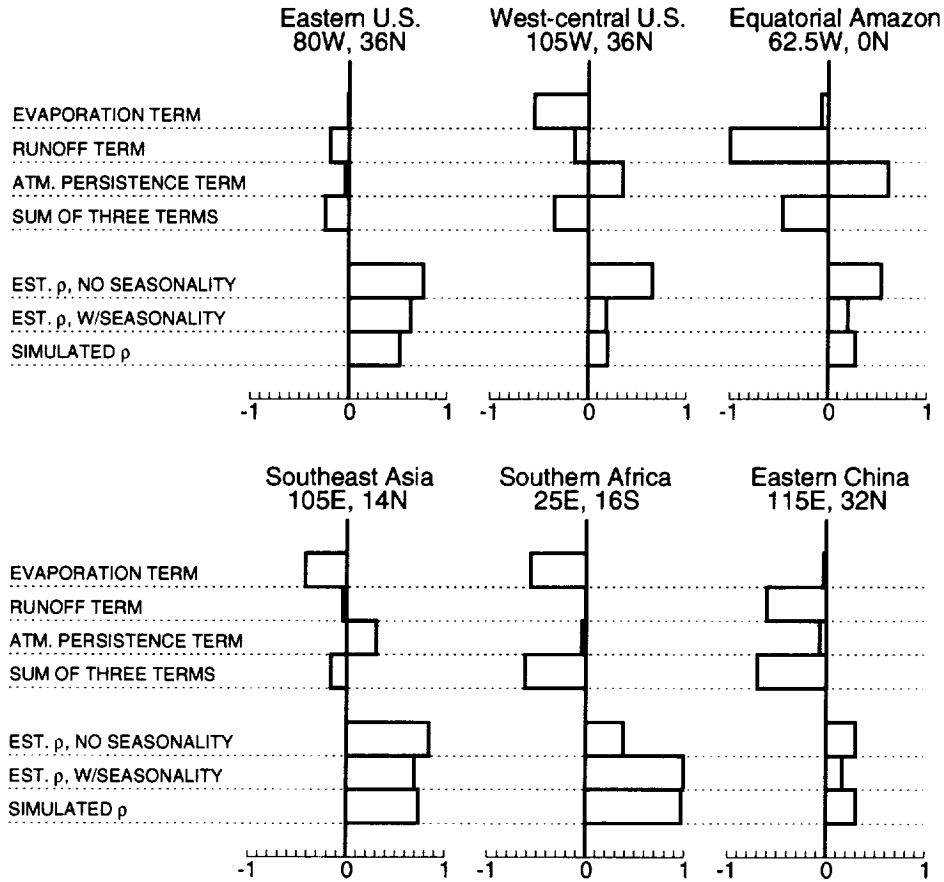 Eastern U.S.
80W, 36N
West-central U.S.
105W, 36N
Equatorial Amazon
62.5W, 0N
EVAPORATION TERM
RUNOFF TERM
ATM. PERSISTENCE TERM
SUM OF THREE TERMS
EST. ρ, NO SEASONALITY
EST. ρ, W/SEASONALITY
SIMULATED ρ
-1 0 1 -1 0 1 -1 0 1
Southeast Asia
105E, 14N
Southern Africa
25E, 16S
Eastern China
115E, 32N
EVAPORATION TERM
RUNOFF TERM
ATM. PERSISTENCE TERM
SUM OF THREE TERMS
EST. ρ, NO SEASONALITY
EST. ρ, W/SEASONALITY
SIMULATED ρ
-1 0 1 -1 0 1 -1 0 1